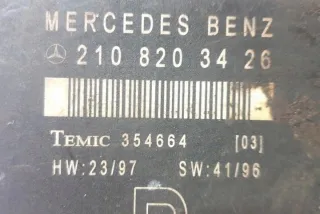 MERCEDES BENZ
210 820 34 26
TEMIC 354664 [03]
HW:23/97 SW:41/96